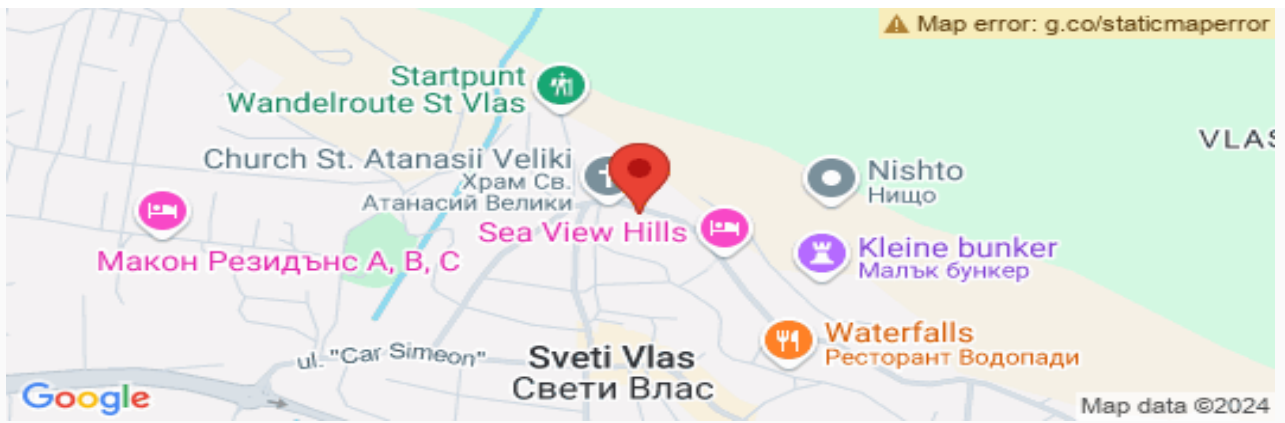 Map error: g.co/staticmaperror
Startpunt
Wandelroute St Vlas
VLAS
Church St. Atanasii Veliki
Храм Св.
Атанасий Велики
Nishto
Нищо
Sea View Hills
Kleine bunker
Малък бункер
Макон Резидънс А, В, С
Waterfalls
Ресторант Водопади
ul. "Car Simeon"
Sveti Vlas
Свети Влас
Google
Map data ©2024